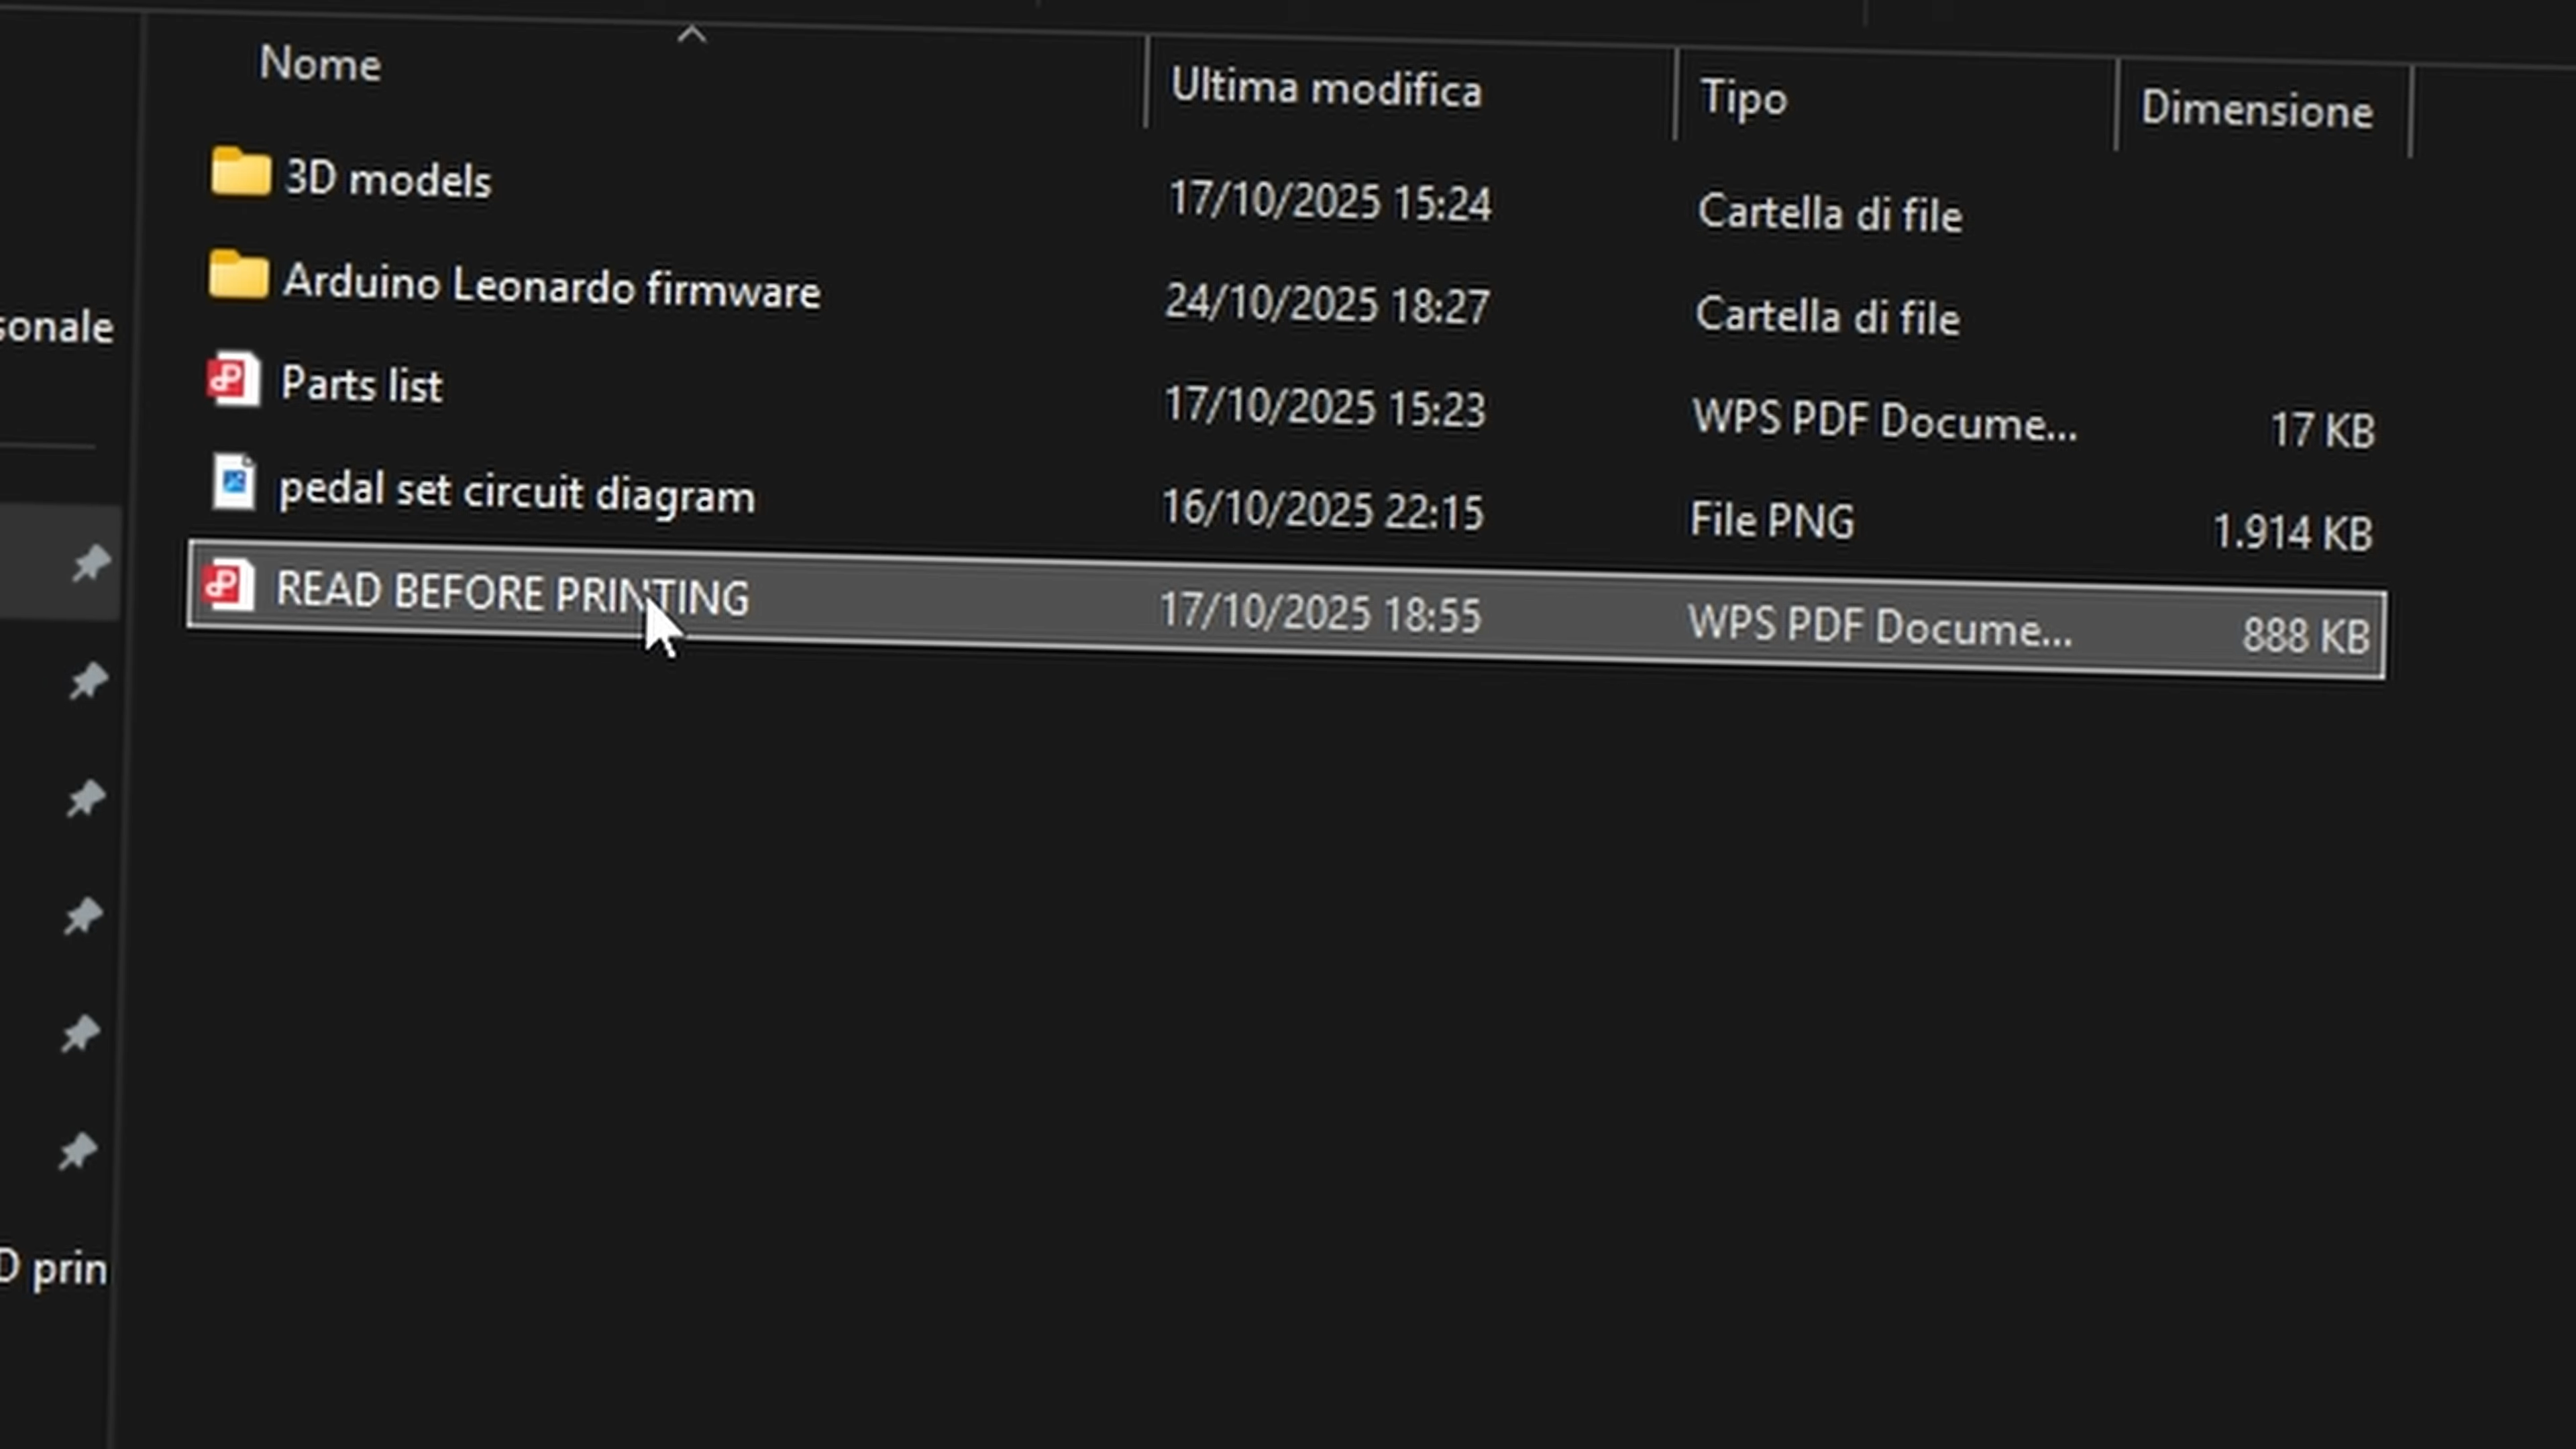 Nome Ultima modifica Tipo Dimensione
3D models 17/10/2025 15:24 Cartella di file
Arduino Leonardo firmware 24/10/2025 18:27 Cartella di file
sonale
Parts list 17/10/2025 15:23 WPS PDF Docume... 17 KB
pedal set circuit diagram 16/10/2025 22:15 File PNG 1.914 KB
READ BEFORE PRINTING 17/10/2025 18:55 WPS PDF Docume... 888 KB
D prin